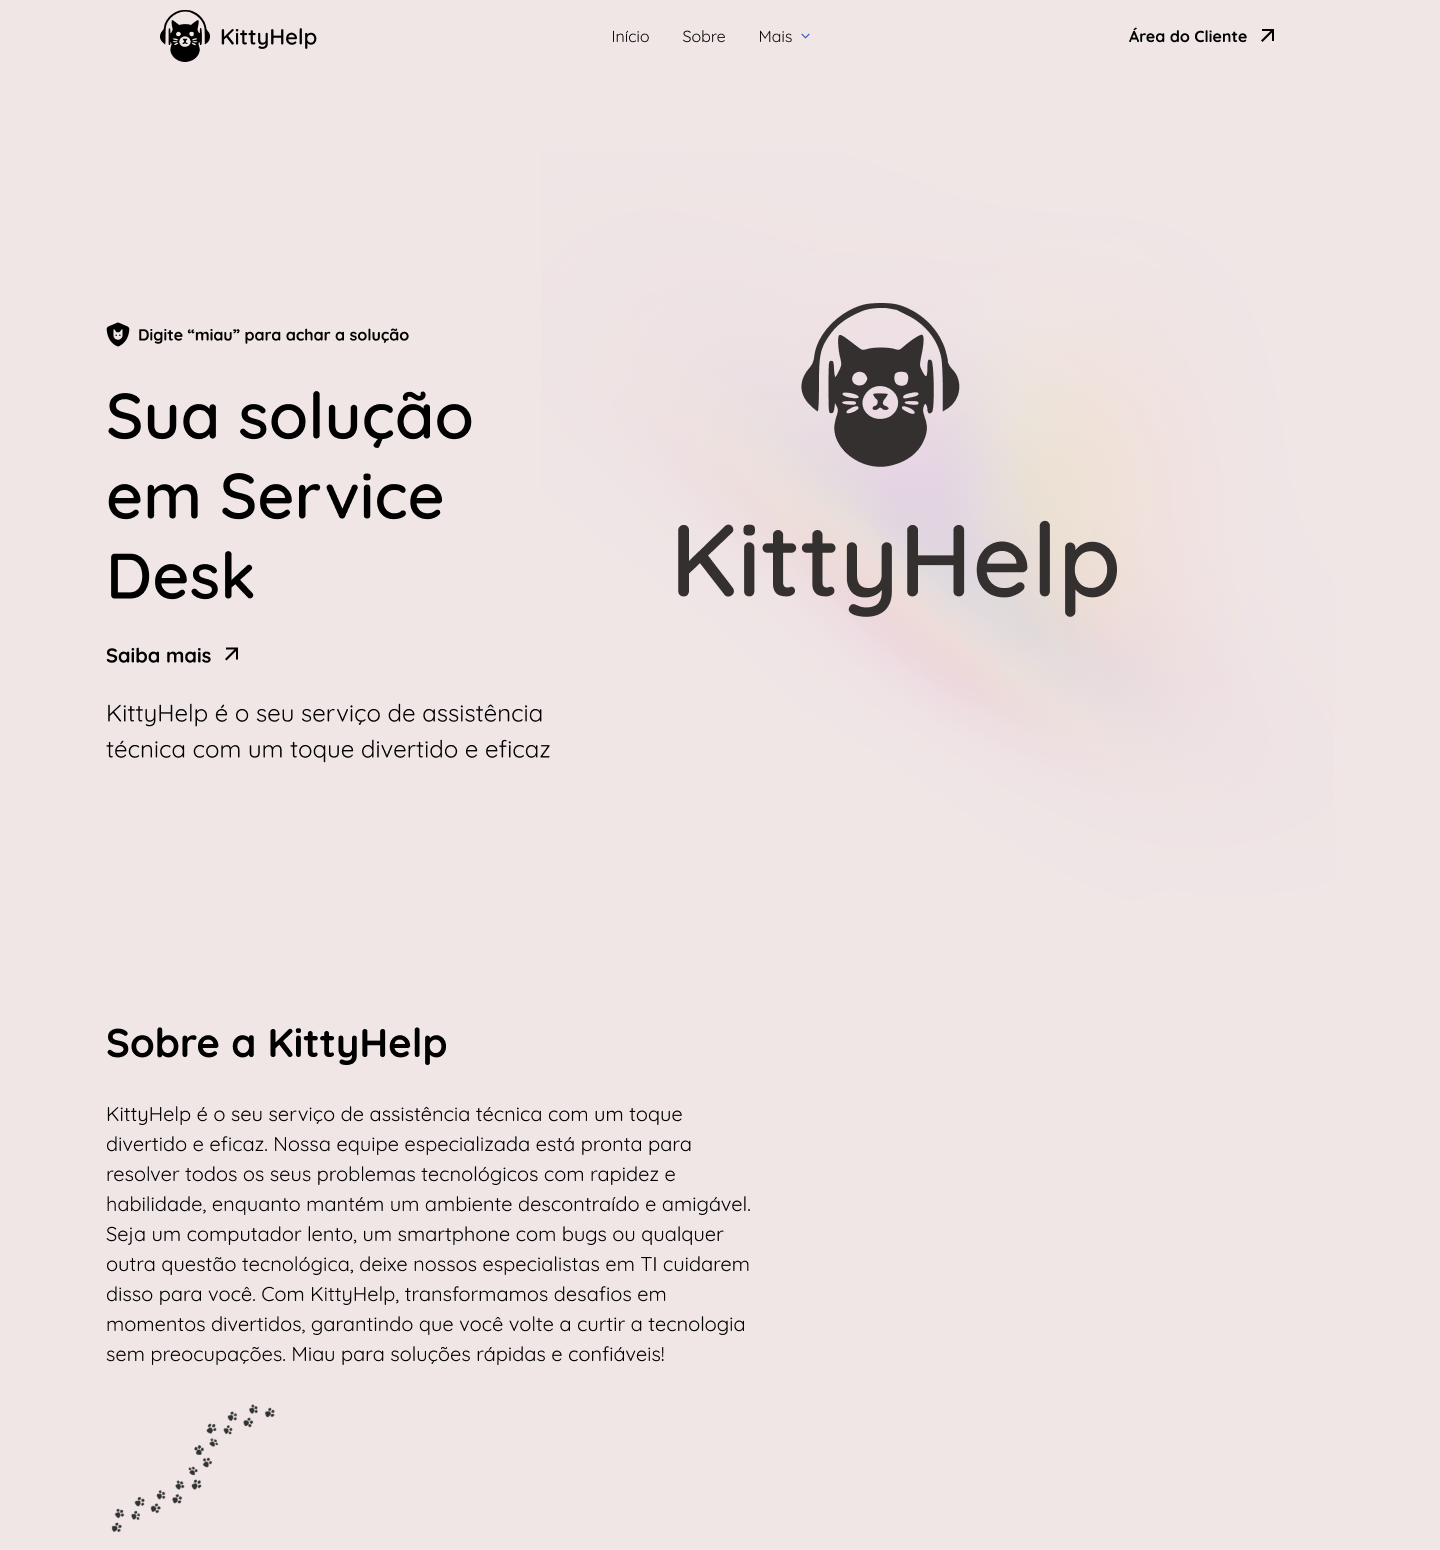 KittyHelp
Início
Sobre
Mais
Área do Cliente
Digite “miau” para achar a solução
Sua solução
em Service
Desk
Saiba mais
KittyHelp é o seu serviço de assistência
técnica com um toque divertido e eficaz
KittyHelp
Sobre a KittyHelp
KittyHelp é o seu serviço de assistência técnica com um toque
divertido e eficaz. Nossa equipe especializada está pronta para
resolver todos os seus problemas tecnológicos com rapidez e
habilidade, enquanto mantém um ambiente descontraído e amigável.
Seja um computador lento, um smartphone com bugs ou qualquer
outra questão tecnológica, deixe nossos especialistas em TI cuidarem
disso para você. Com KittyHelp, transformamos desafios em
momentos divertidos, garantindo que você volte a curtir a tecnologia
sem preocupações. Miau para soluções rápidas e confiáveis!